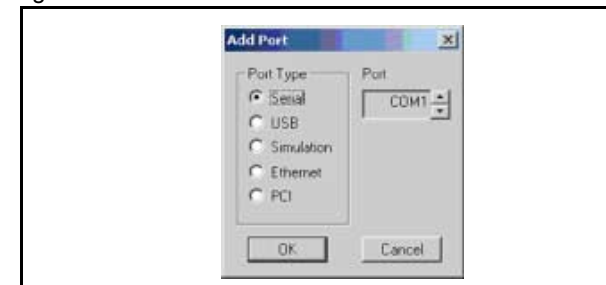 Add Port
Port Type
Port
Serial
COM1
USB
Simulation
Ethernet
PCI
OK
Cancel